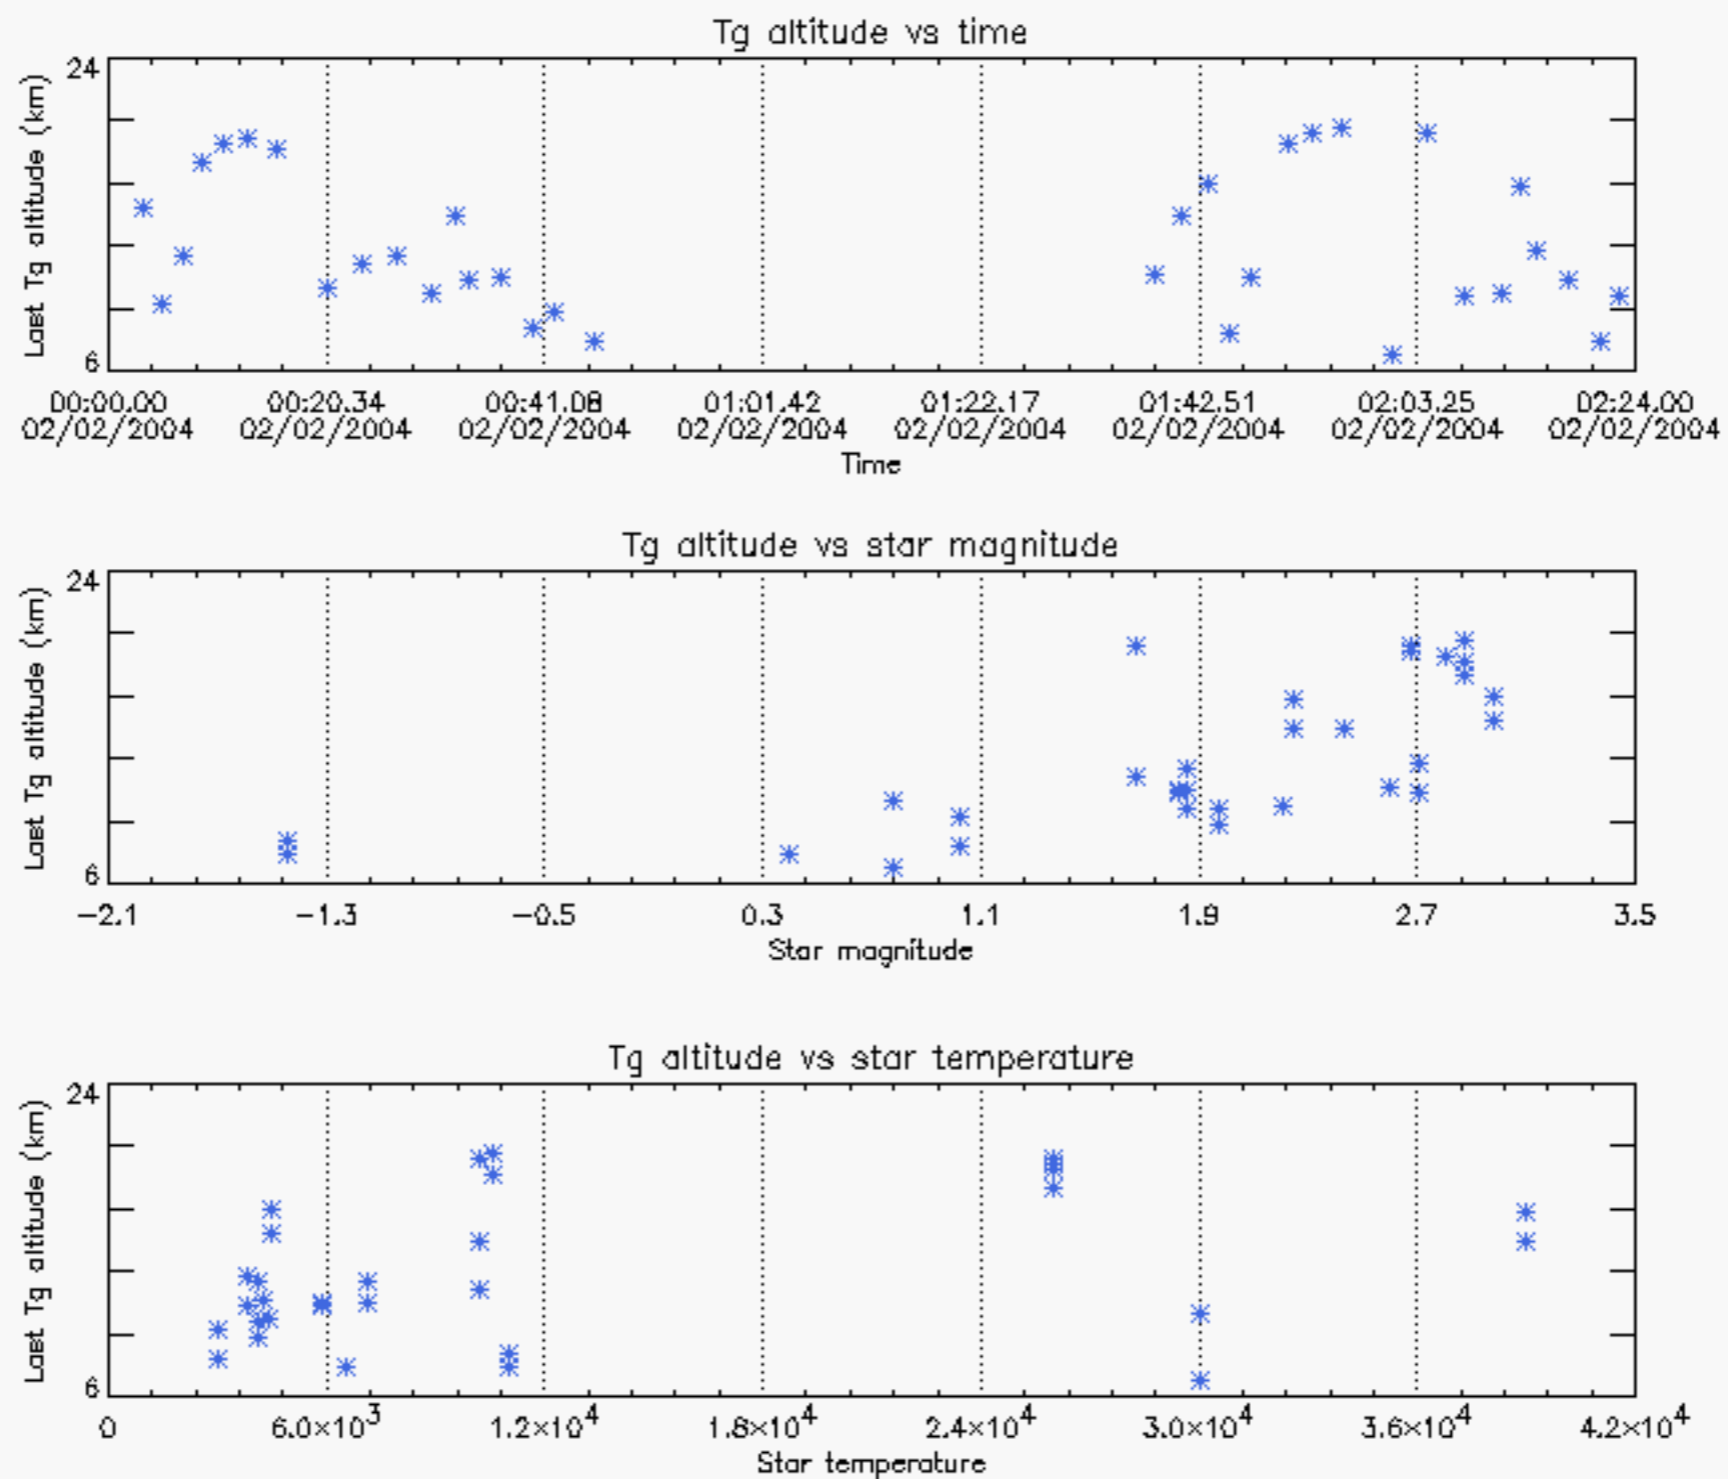 Tg altitude vs time
24
Last Tg altitude (km)
6
00:00.00 00:20.34 00:41.08 01:01.42 01:22.17 01:42.51 02:03.25 02:24.00
02/02/2004 02/02/2004 02/02/2004 02/02/2004 02/02/2004 02/02/2004 02/02/2004 02/02/2004
Time
Tg altitude vs star magnitude
24
Last Tg altitude (km)
6
−2.1 −1.3 −0.5 0.3 1.1 1.9 2.7 3.5
Star magnitude
Tg altitude vs star temperature
24
Last Tg altitude (km)
6
0 6.0×10³ 1.2×10⁴ 1.8×10⁴ 2.4×10⁴ 3.0×10⁴ 3.6×10⁴ 4.2×10⁴
Star temperature